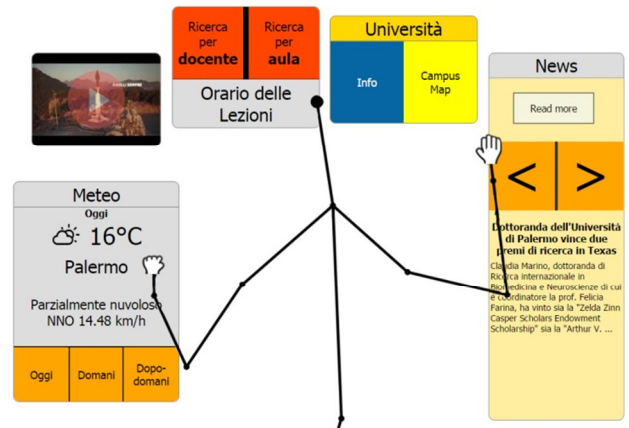 Ricerca
per
docente
Ricerca
per
aula
Orario delle
Lezioni
Università
Info
Campus
Map
News
Read more
< >
Dottoranda dell'Università
di Palermo vince due
premi di ricerca in Texas
Claudia Marino, dottoranda di
Ricerca internazionale in
Biomedicina e Neuroscienze di cui
è coordinatore la prof. Felicia
Farina, ha vinto sia la "Zelda Zinn
Casper Scholars Endowment
Scholarship" sia la "Arthur V. ...
Meteo
Oggi
16°C
Palermo
Parzialmente nuvoloso
NNO 14.48 km/h
Oggi
Domani
Dopo-
domani